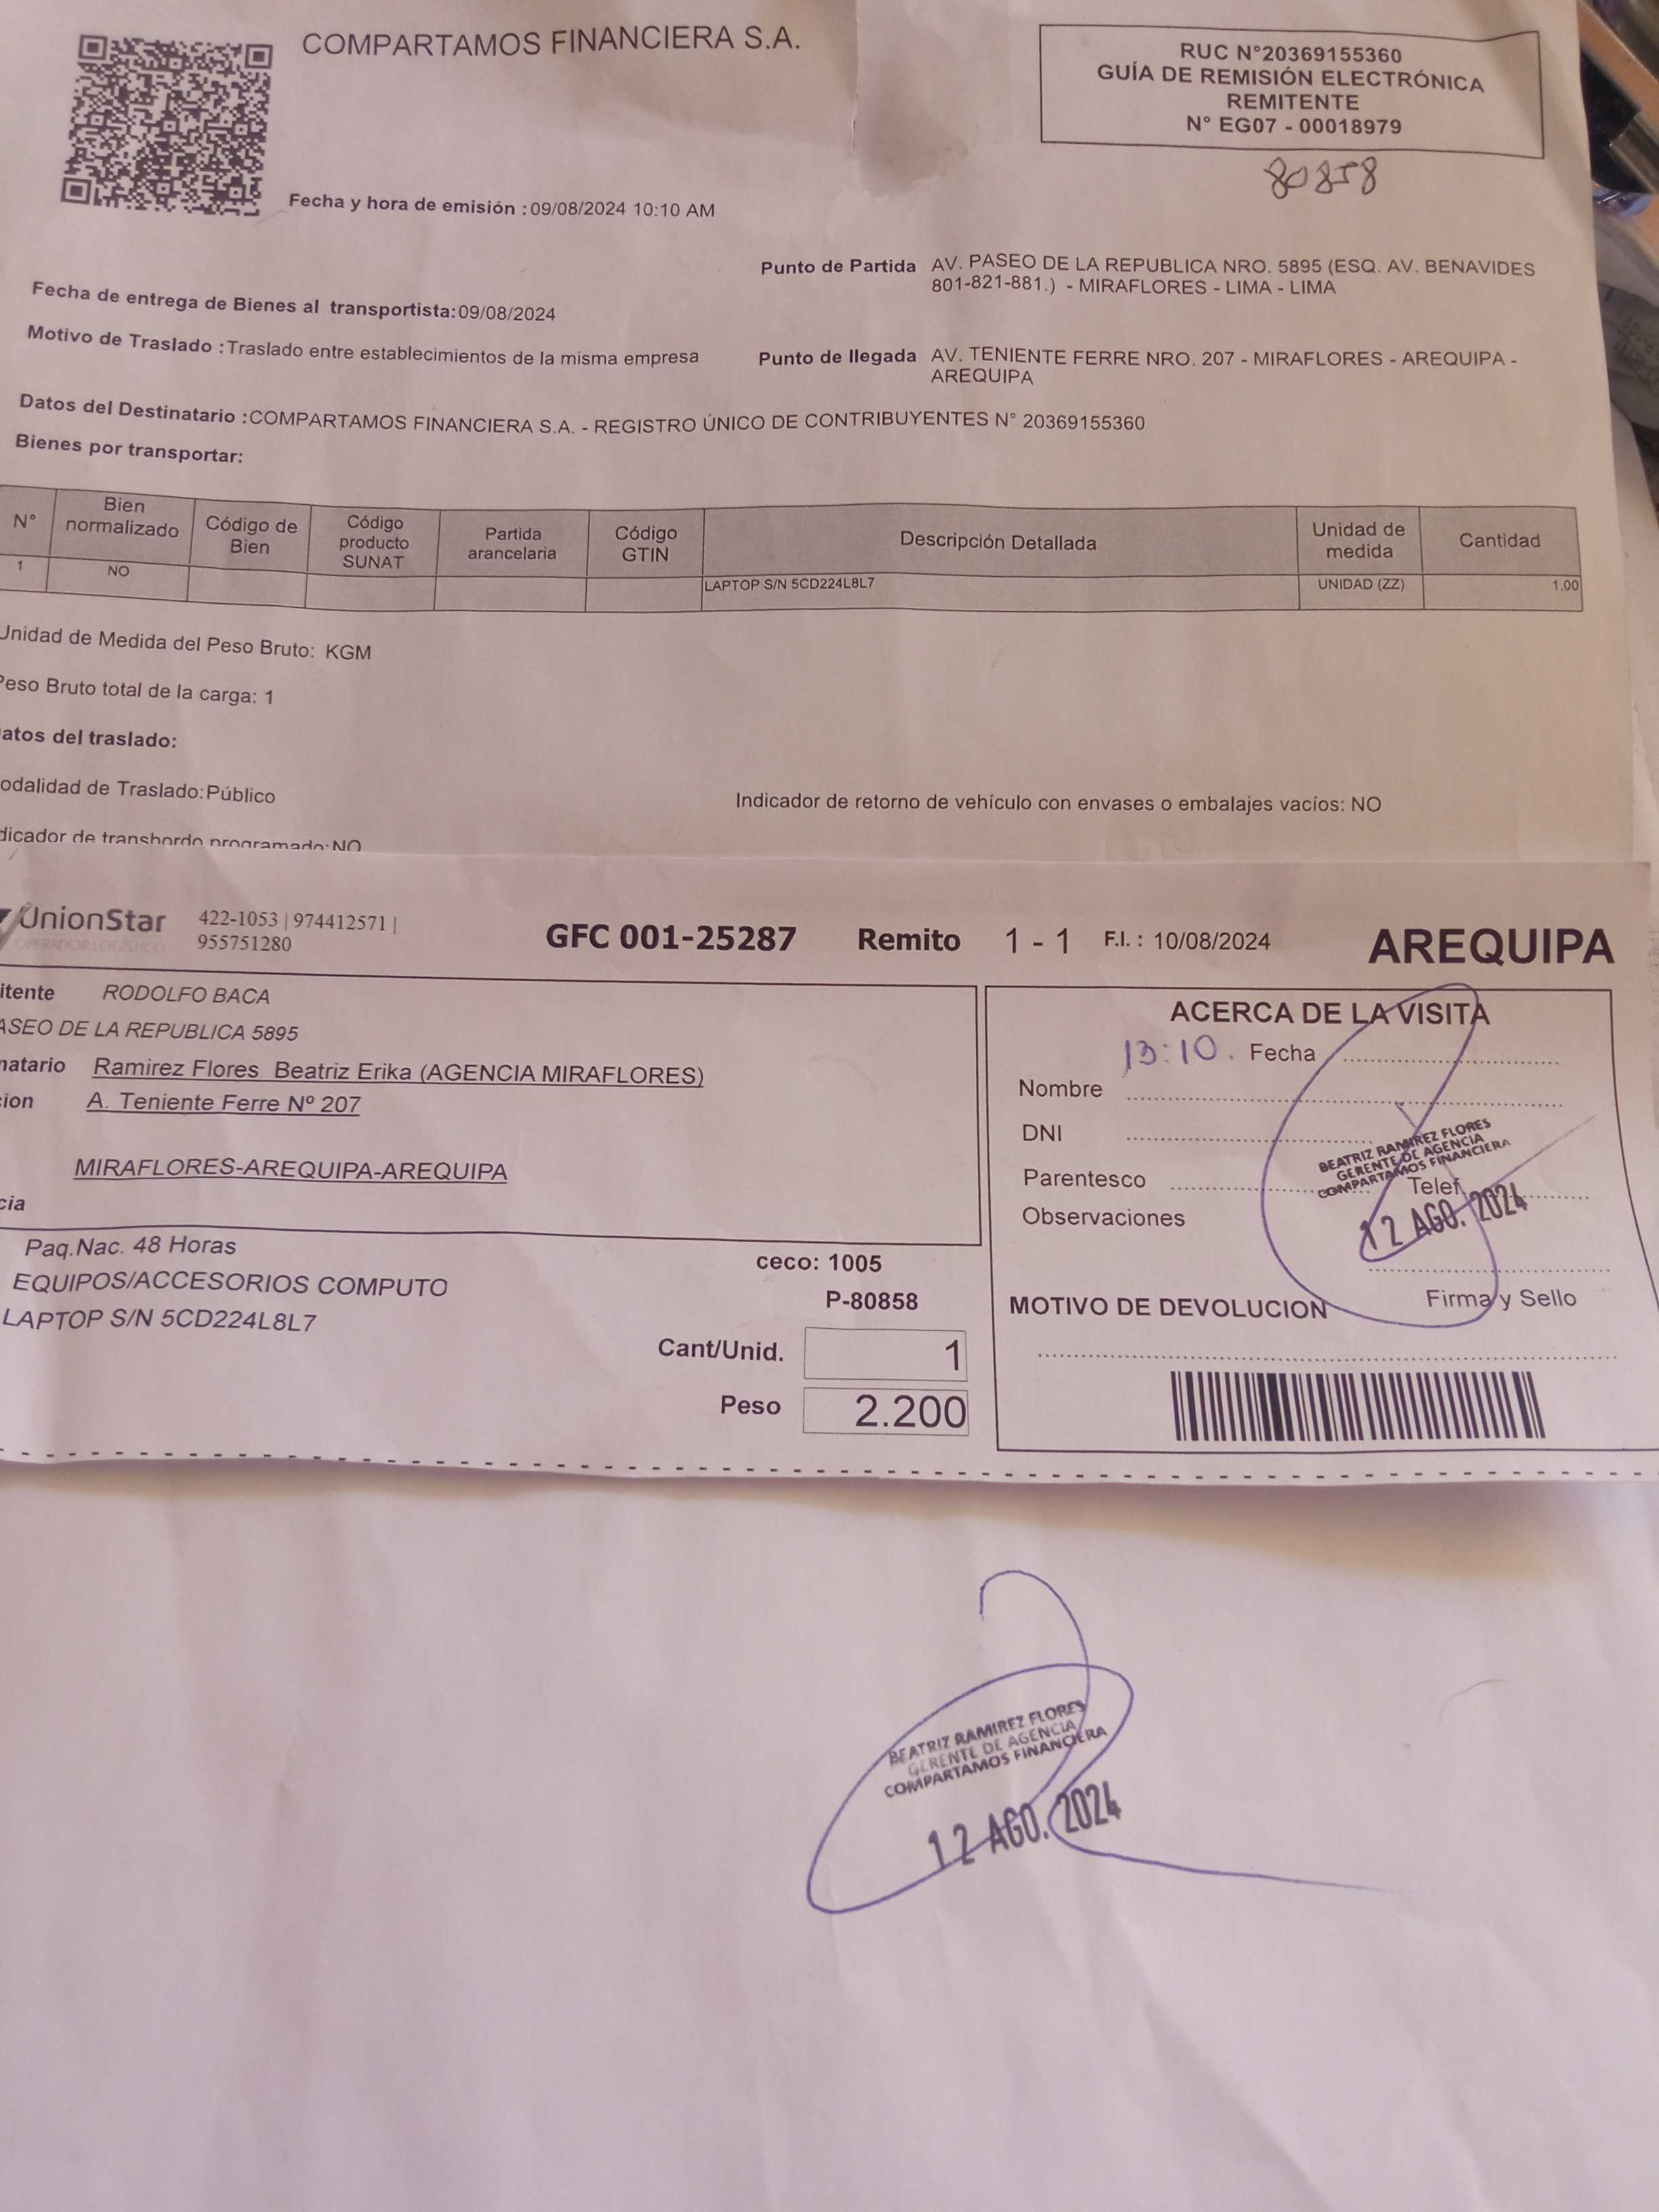 COMPARTAMOS FINANCIERA S.A.
RUC N°20369155360
GUÍA DE REMISIÓN ELECTRÓNICA
REMITENTE
N° EG07 - 00018979
80858
Fecha y hora de emisión : 09/08/2024 10:10 AM
Punto de Partida AV. PASEO DE LA REPUBLICA NRO. 5895 (ESQ. AV. BENAVIDES
801-821-881.) - MIRAFLORES - LIMA - LIMA
Fecha de entrega de Bienes al transportista:09/08/2024
Motivo de Traslado :Traslado entre establecimientos de la misma empresa
Punto de llegada AV. TENIENTE FERRE NRO. 207 - MIRAFLORES - AREQUIPA -
AREQUIPA
Datos del Destinatario :COMPARTAMOS FINANCIERA S.A. - REGISTRO ÚNICO DE CONTRIBUYENTES N° 20369155360
Bienes por transportar:
N° Bien normalizado Código de Bien Código producto SUNAT Partida arancelaria Código GTIN Descripción Detallada Unidad de medida Cantidad
1 NO LAPTOP S/N 5CD224L8L7 UNIDAD (ZZ) 1.00
Unidad de Medida del Peso Bruto: KGM
Peso Bruto total de la carga: 1
atos del traslado:
odalidad de Traslado:Público
Indicador de retorno de vehículo con envases o embalajes vacíos: NO
dicador de transbordo programado:NO
UnionStar
OPERADOR LOGISTICO
422-1053 | 974412571 |
955751280
GFC 001-25287 Remito 1 - 1 F.I. : 10/08/2024 AREQUIPA
itente RODOLFO BACA
ASEO DE LA REPUBLICA 5895
natario Ramirez Flores Beatriz Erika (AGENCIA MIRAFLORES)
cion A. Teniente Ferre Nº 207
MIRAFLORES-AREQUIPA-AREQUIPA
cia
Paq.Nac. 48 Horas
EQUIPOS/ACCESORIOS COMPUTO
LAPTOP S/N 5CD224L8L7
ceco: 1005
P-80858
Cant/Unid. 1
Peso 2.200
ACERCA DE LA VISITA
13:10. Fecha
Nombre
DNI
Parentesco
Telef
Observaciones
BEATRIZ RAMIREZ FLORES
GERENTE DE AGENCIA
COMPARTAMOS FINANCIERA
12 AGO. 2024
Firma y Sello
MOTIVO DE DEVOLUCION
BEATRIZ RAMIREZ FLORES
GERENTE DE AGENCIA
COMPARTAMOS FINANCIERA
12 AGO. 2024